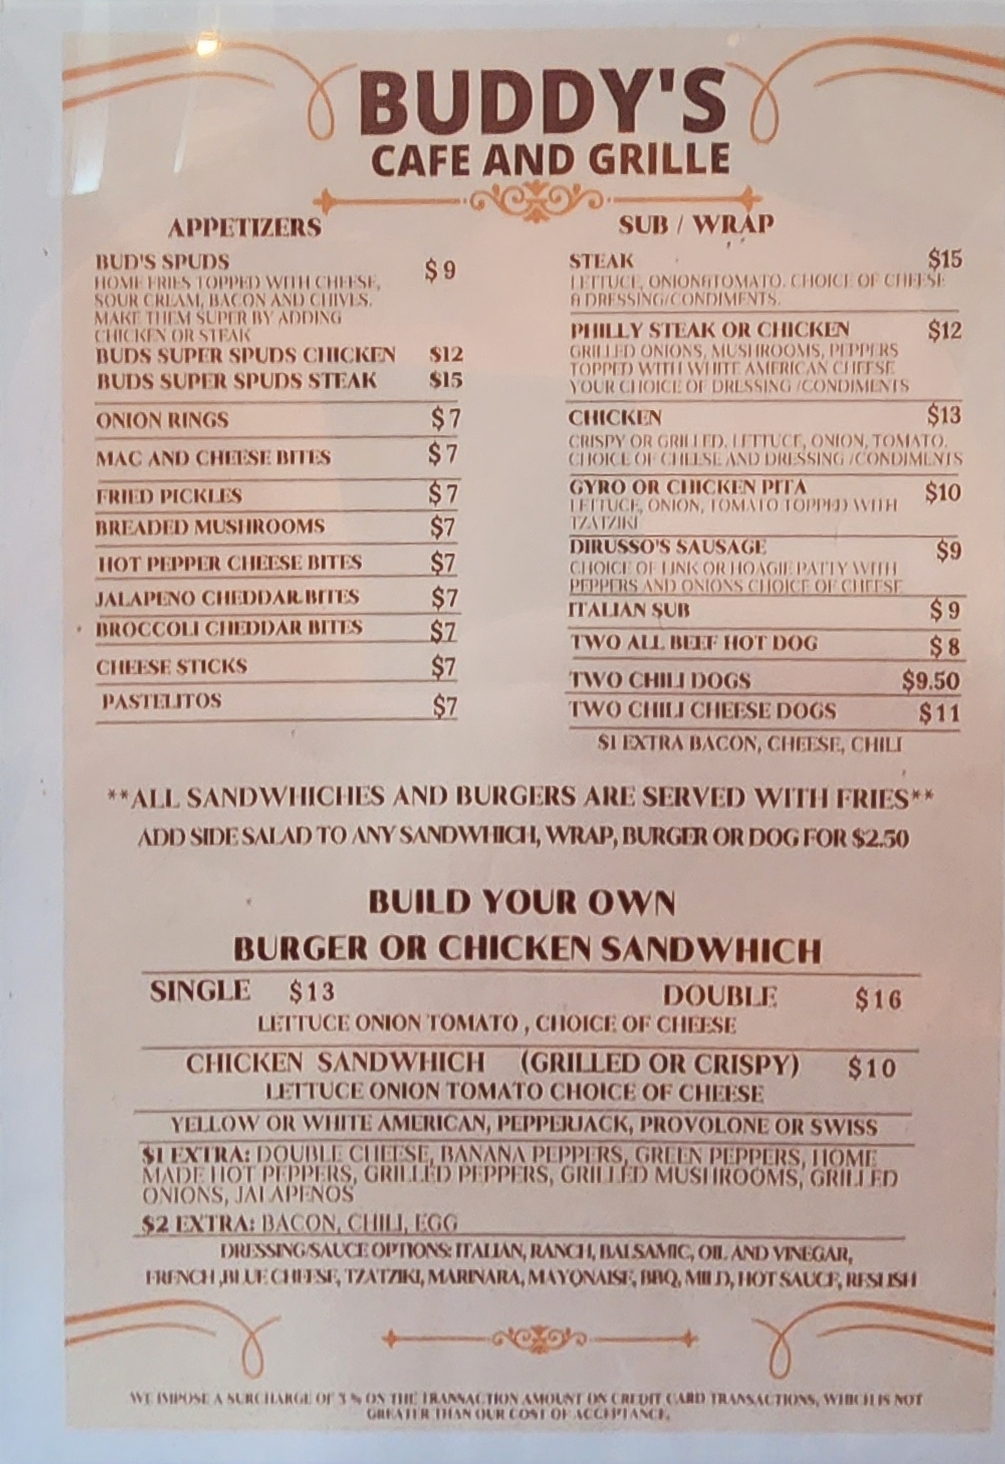 BUDDY'S
CAFE AND GRILLE
APPETIZERS
BUD'S SPUDS $9
HOME FRIES TOPPED WITH CHEESE,
SOUR CREAM, BACON AND CHIVES.
MAKE THEM SUPER BY ADDING
CHICKEN OR STEAK
BUDS SUPER SPUDS CHICKEN $12
BUDS SUPER SPUDS STEAK $15
ONION RINGS $7
MAC AND CHEESE BITES $7
FRIED PICKLES $7
BREADED MUSHROOMS $7
HOT PEPPER CHEESE BITES $7
JALAPENO CHEDDAR BITES $7
BROCCOLI CHEDDAR BITES $7
CHEESE STICKS $7
PASTELITOS $7
SUB / WRAP
STEAK $15
LETTUCE, ONION&TOMATO. CHOICE OF CHEESE
& DRESSING/CONDIMENTS.
PHILLY STEAK OR CHICKEN $12
GRILLED ONIONS, MUSHROOMS, PEPPERS
TOPPED WITH WHITE AMERICAN CHEESE
YOUR CHOICE OF DRESSING /CONDIMENTS
CHICKEN $13
CRISPY OR GRILLED. LETTUCE, ONION, TOMATO.
CHOICE OF CHEESE AND DRESSING /CONDIMENTS
GYRO OR CHICKEN PITA $10
LETTUCE, ONION, TOMATO TOPPED WITH
TZATZIKI
DIRUSSO'S SAUSAGE $9
CHOICE OF LINK OR HOAGIE PATTY WITH
PEPPERS AND ONIONS CHOICE OF CHEESE
ITALIAN SUB $9
TWO ALL BEEF HOT DOG $8
TWO CHILI DOGS $9.50
TWO CHILI CHEESE DOGS $11
$1 EXTRA BACON, CHEESE, CHILI
**ALL SANDWHICHES AND BURGERS ARE SERVED WITH FRIES**
ADD SIDE SALAD TO ANY SANDWHICH, WRAP, BURGER OR DOG FOR $2.50
BUILD YOUR OWN
BURGER OR CHICKEN SANDWHICH
SINGLE $13 DOUBLE $16
LETTUCE ONION TOMATO , CHOICE OF CHEESE
CHICKEN SANDWHICH (GRILLED OR CRISPY) $10
LETTUCE ONION TOMATO CHOICE OF CHEESE
YELLOW OR WHITE AMERICAN, PEPPERJACK, PROVOLONE OR SWISS
$1 EXTRA: DOUBLE CHEESE, BANANA PEPPERS, GREEN PEPPERS, HOME
MADE HOT PEPPERS, GRILLED PEPPERS, GRILLED MUSHROOMS, GRILLED
ONIONS, JALAPENOS
$2 EXTRA: BACON, CHILI, EGG
DRESSING/SAUCE OPTIONS: ITALIAN, RANCH, BALSAMIC, OIL AND VINEGAR,
FRENCH ,BLUE CHEESE, TZATZIKI, MARINARA, MAYONAISE, BBQ, MILD, HOT SAUCE, RESLISH
WE IMPOSE A SURCHARGE OF 3 % ON THE TRANSACTION AMOUNT ON CREDIT CARD TRANSACTIONS, WHICH IS NOT
GREATER THAN OUR COST OF ACCEPTANCE.